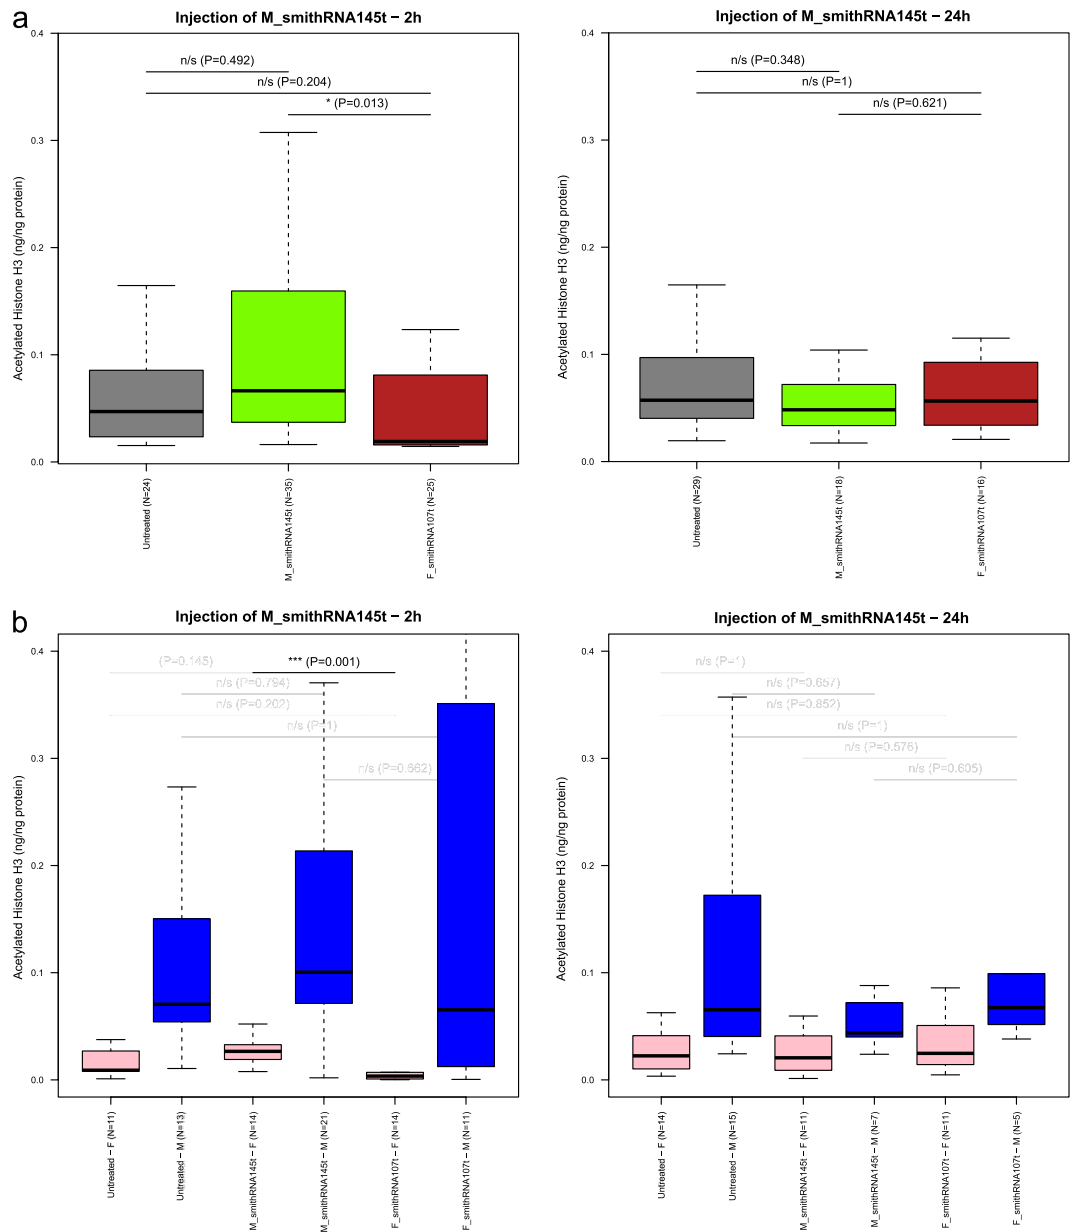 a
Injection of M_smithRNA145t − 2h
Acetylated Histone H3 (ng/ng protein)
0.4
0.3
0.2
0.1
0.0
n/s (P=0.492)
n/s (P=0.204)
* (P=0.013)
Untreated (N=24)
M_smithRNA145t (N=35)
F_smithRNA107t (N=25)
Injection of M_smithRNA145t − 24h
Acetylated Histone H3 (ng/ng protein)
0.4
0.3
0.2
0.1
0.0
n/s (P=0.348)
n/s (P=1)
n/s (P=0.621)
Untreated (N=29)
M_smithRNA145t (N=18)
F_smithRNA107t (N=16)
b
Injection of M_smithRNA145t − 2h
Acetylated Histone H3 (ng/ng protein)
0.4
0.3
0.2
0.1
0.0
(P=0.145)
*** (P=0.001)
n/s (P=0.794)
n/s (P=0.202)
n/s (P=1)
n/s (P=0.662)
Untreated − F (N=11)
Untreated − M (N=13)
M_smithRNA145t − F (N=14)
M_smithRNA145t − M (N=21)
F_smithRNA107t − F (N=14)
F_smithRNA107t − M (N=11)
Injection of M_smithRNA145t − 24h
Acetylated Histone H3 (ng/ng protein)
0.4
0.3
0.2
0.1
0.0
n/s (P=1)
n/s (P=0.657)
n/s (P=0.852)
n/s (P=1)
n/s (P=0.576)
n/s (P=0.605)
Untreated − F (N=14)
Untreated − M (N=15)
M_smithRNA145t − F (N=11)
M_smithRNA145t − M (N=7)
F_smithRNA107t − F (N=11)
F_smithRNA107t − M (N=5)